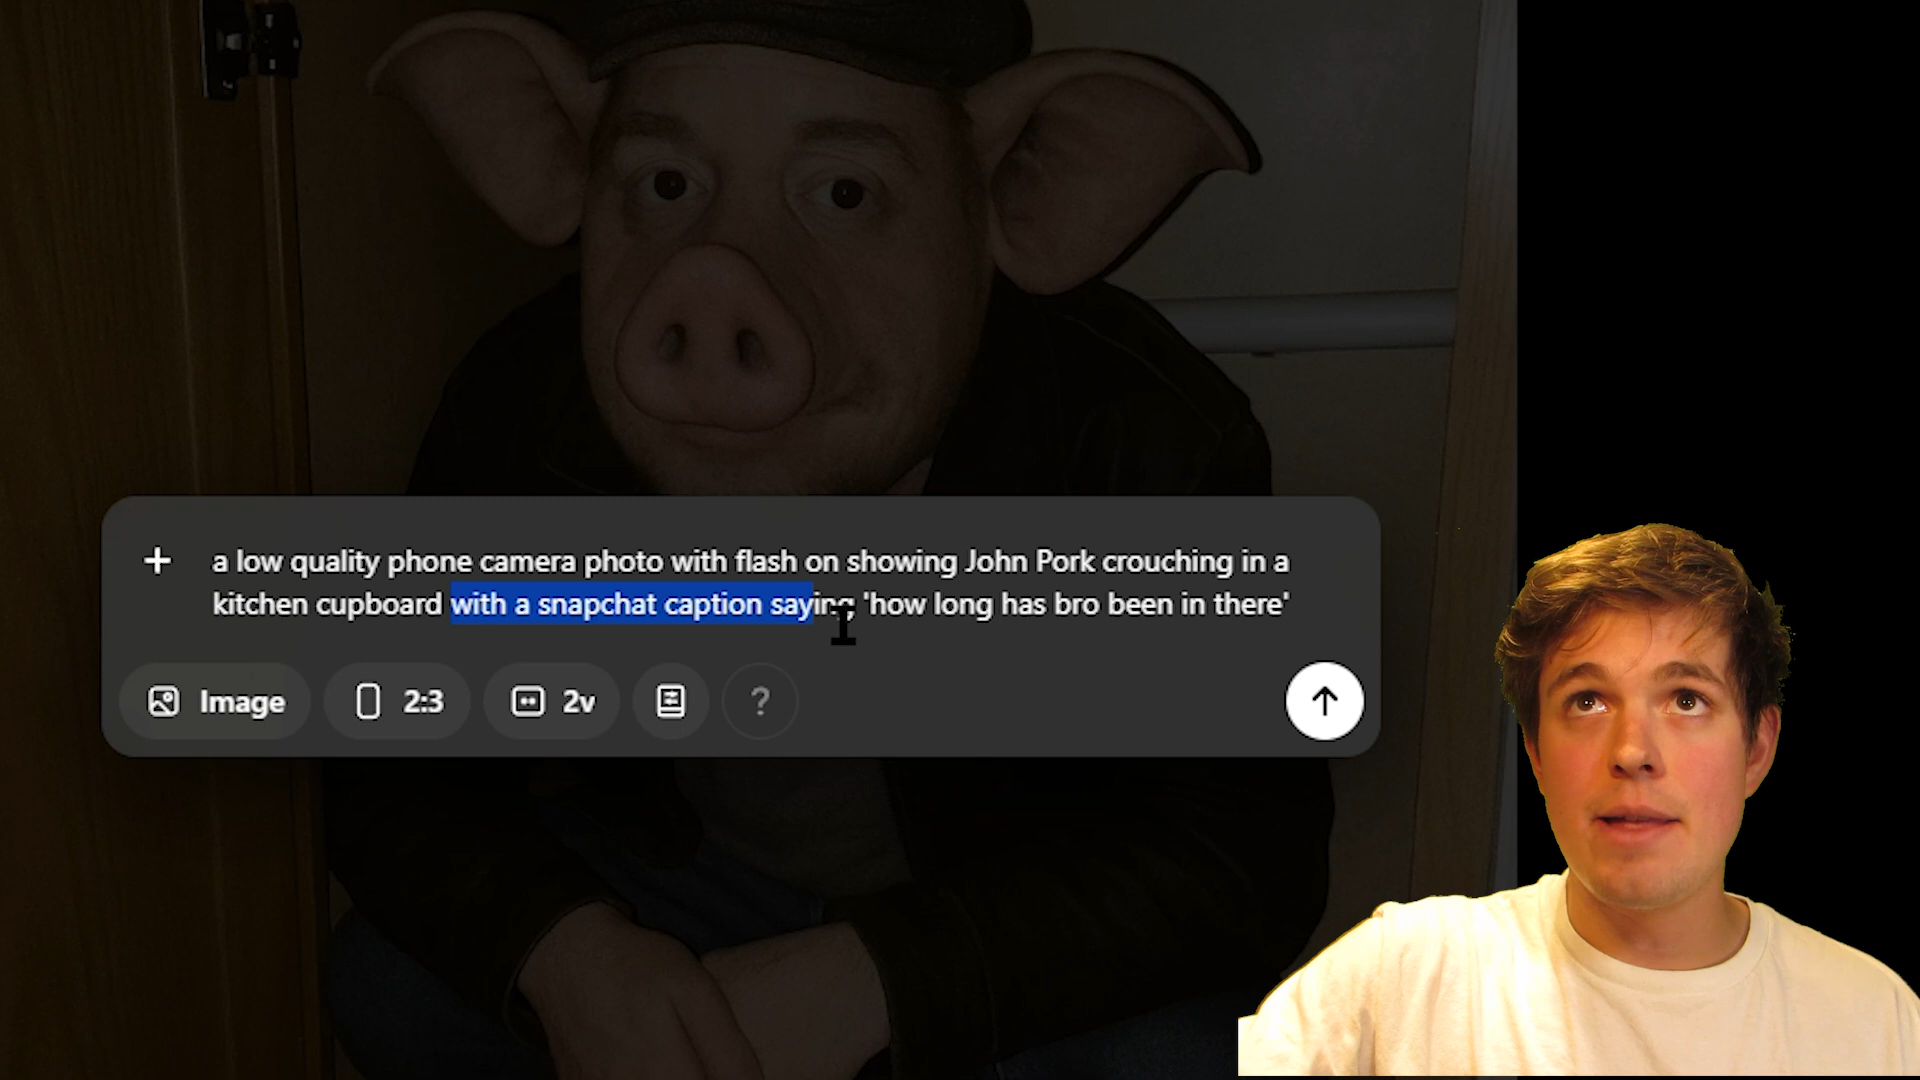 a low quality phone camera photo with flash on showing John Pork crouching in a
kitchen cupboard with a snapchat caption saying 'how long has bro been in there'
Image 2:3 2v ?